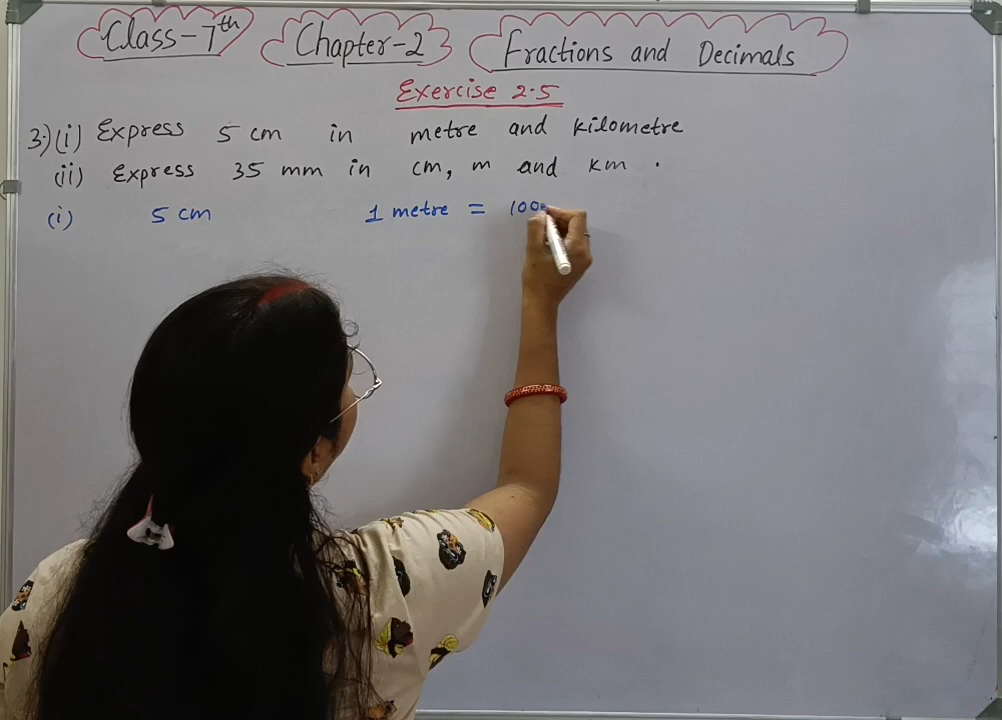 Class-7th Chapter-2 Fractions and Decimals
Exercise 2.5
3) (i) Express 5 cm in metre and kilometre
(ii) Express 35 mm in cm, m and km .
(i) 5 cm 1 metre = 100